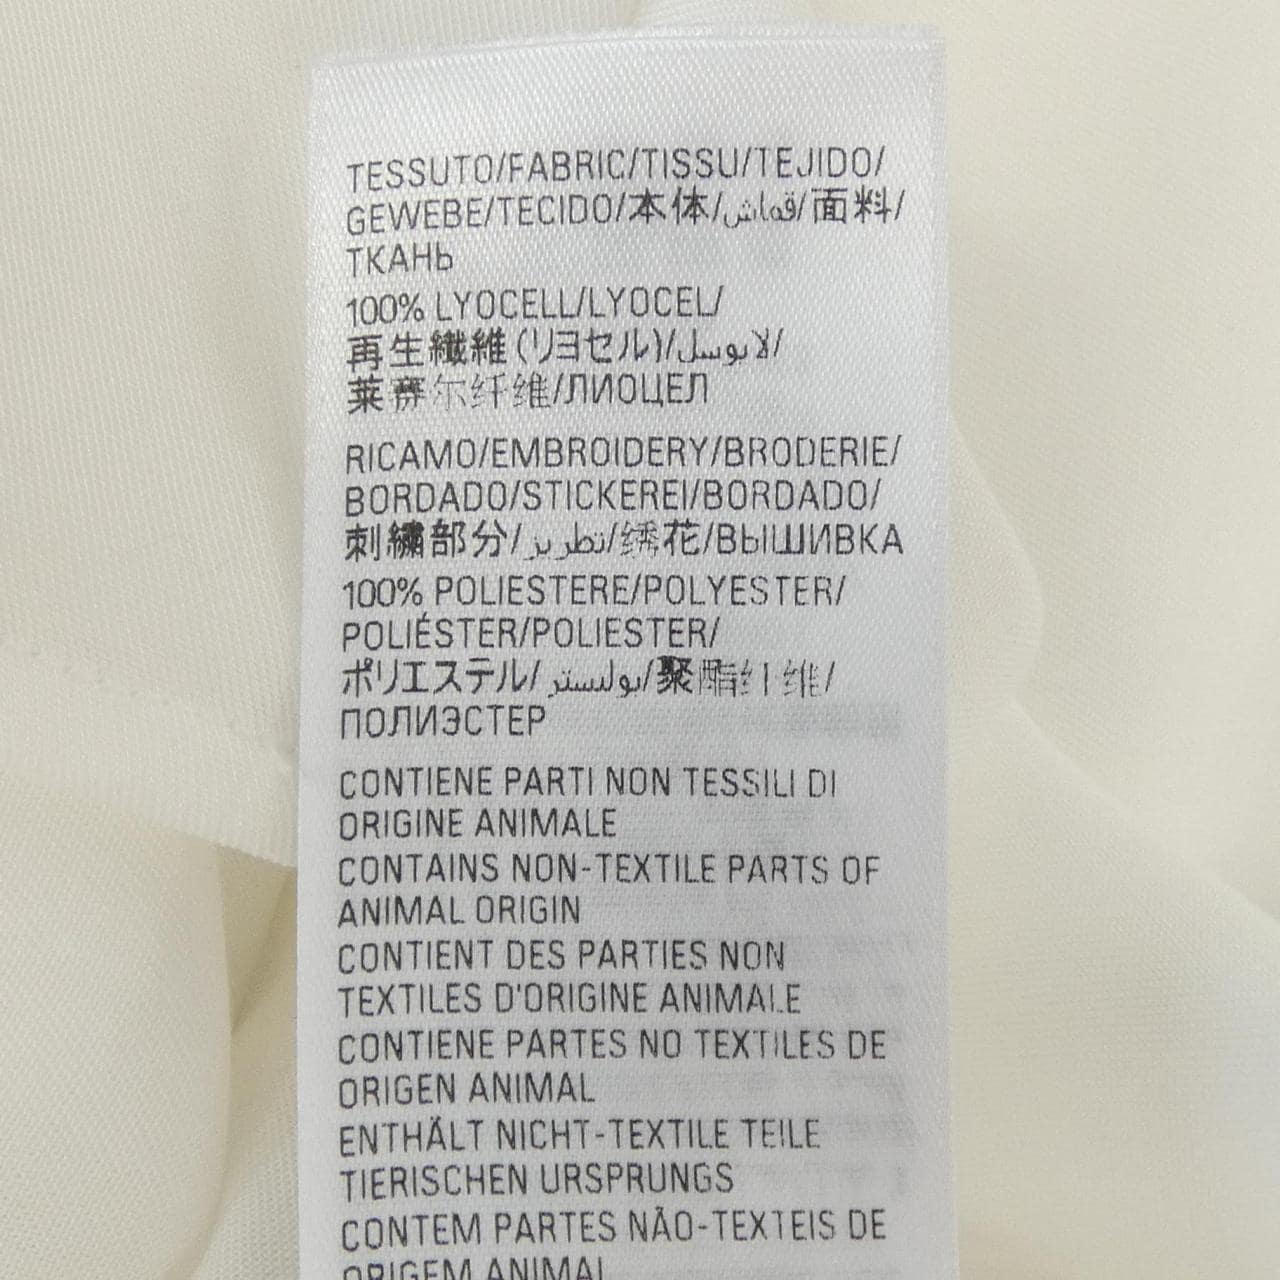 TESSUTO/FABRIC/TISSU/TEJIDO/
GEWEBE/TECIDO/本体/قماش/面料/
ТКАНЬ
100% LYOCELL/LYOCEL/
再生繊維(リヨセル)/لايوسل/
莱赛尔纤维/ЛИОЦЕЛ
RICAMO/EMBROIDERY/BRODERIE/
BORDADO/STICKEREI/BORDADO/
刺繍部分/تطريز/绣花/ВЫШИВКА
100% POLIESTERE/POLYESTER/
POLIÉSTER/POLIESTER/
ポリエステル/بوليستر/聚酯纤维/
ПОЛИЭСТЕР
CONTIENE PARTI NON TESSILI DI
ORIGINE ANIMALE
CONTAINS NON-TEXTILE PARTS OF
ANIMAL ORIGIN
CONTIENT DES PARTIES NON
TEXTILES D'ORIGINE ANIMALE
CONTIENE PARTES NO TEXTILES DE
ORIGEN ANIMAL
ENTHÄLT NICHT-TEXTILE TEILE
TIERISCHEN URSPRUNGS
CONTEM PARTES NÃO-TEXTEIS DE
ORIGEM ANIMAL